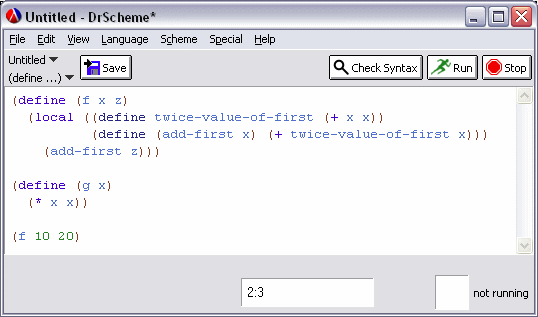 Untitled - DrScheme*
File Edit View Language Scheme Special Help
Untitled
(define ...)
Save
Check Syntax
Run
Stop
(define (f x z)
  (local ((define twice-value-of-first (+ x x))
          (define (add-first x) (+ twice-value-of-first x)))
    (add-first z)))
(define (g x)
  (* x x))
(f 10 20)
2:3
not running